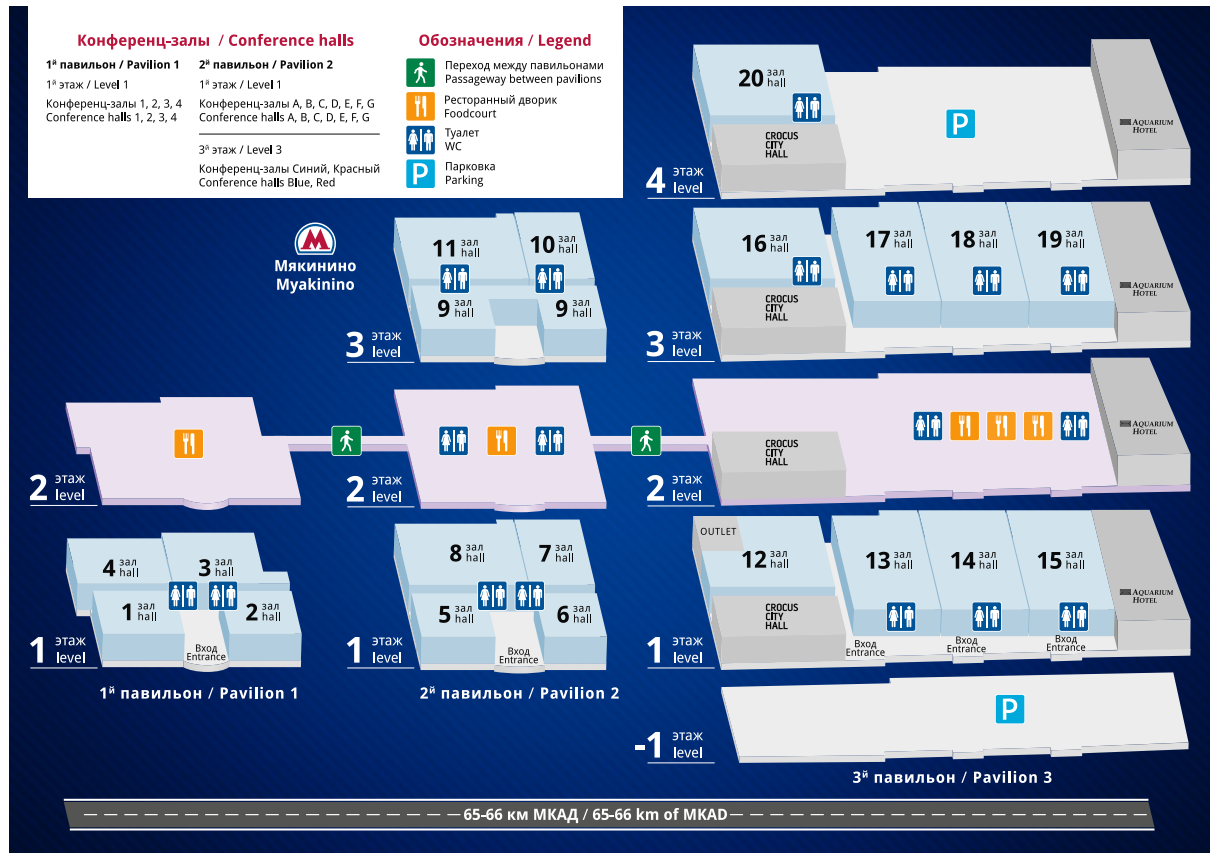 Конференц-залы / Conference halls
1й павильон / Pavilion 1
1й этаж / Level 1
Конференц-залы 1, 2, 3, 4
Conference halls 1, 2, 3, 4
2й павильон / Pavilion 2
1й этаж / Level 1
Конференц-залы A, B, C, D, E, F, G
Conference halls A, B, C, D, E, F, G
3й этаж / Level 3
Конференц-залы Синий, Красный
Conference halls Blue, Red
Обозначения / Legend
Переход между павильонами
Passageway between pavilions
Ресторанный дворик
Foodcourt
Туалет
WC
P
Парковка
Parking
20 зал
hall
CROCUS
CITY
HALL
P
AQUARIUM
HOTEL
4 этаж
level
М
Мякинино
Myakinino
11 зал
hall
10 зал
hall
9 зал
hall
9 зал
hall
3 этаж
level
16 зал
hall
17 зал
hall
18 зал
hall
19 зал
hall
CROCUS
CITY
HALL
AQUARIUM
HOTEL
3 этаж
level
2 этаж
level
2 этаж
level
CROCUS
CITY
HALL
AQUARIUM
HOTEL
2 этаж
level
4 зал
hall
3 зал
hall
1 зал
hall
2 зал
hall
Вход
Entrance
1 этаж
level
1й павильон / Pavilion 1
8 зал
hall
7 зал
hall
5 зал
hall
6 зал
hall
Вход
Entrance
1 этаж
level
2й павильон / Pavilion 2
OUTLET
12 зал
hall
13 зал
hall
14 зал
hall
15 зал
hall
CROCUS
CITY
HALL
AQUARIUM
HOTEL
Вход
Entrance
Вход
Entrance
Вход
Entrance
1 этаж
level
P
-1 этаж
level
3й павильон / Pavilion 3
65-66 км МКАД / 65-66 km of MKAD